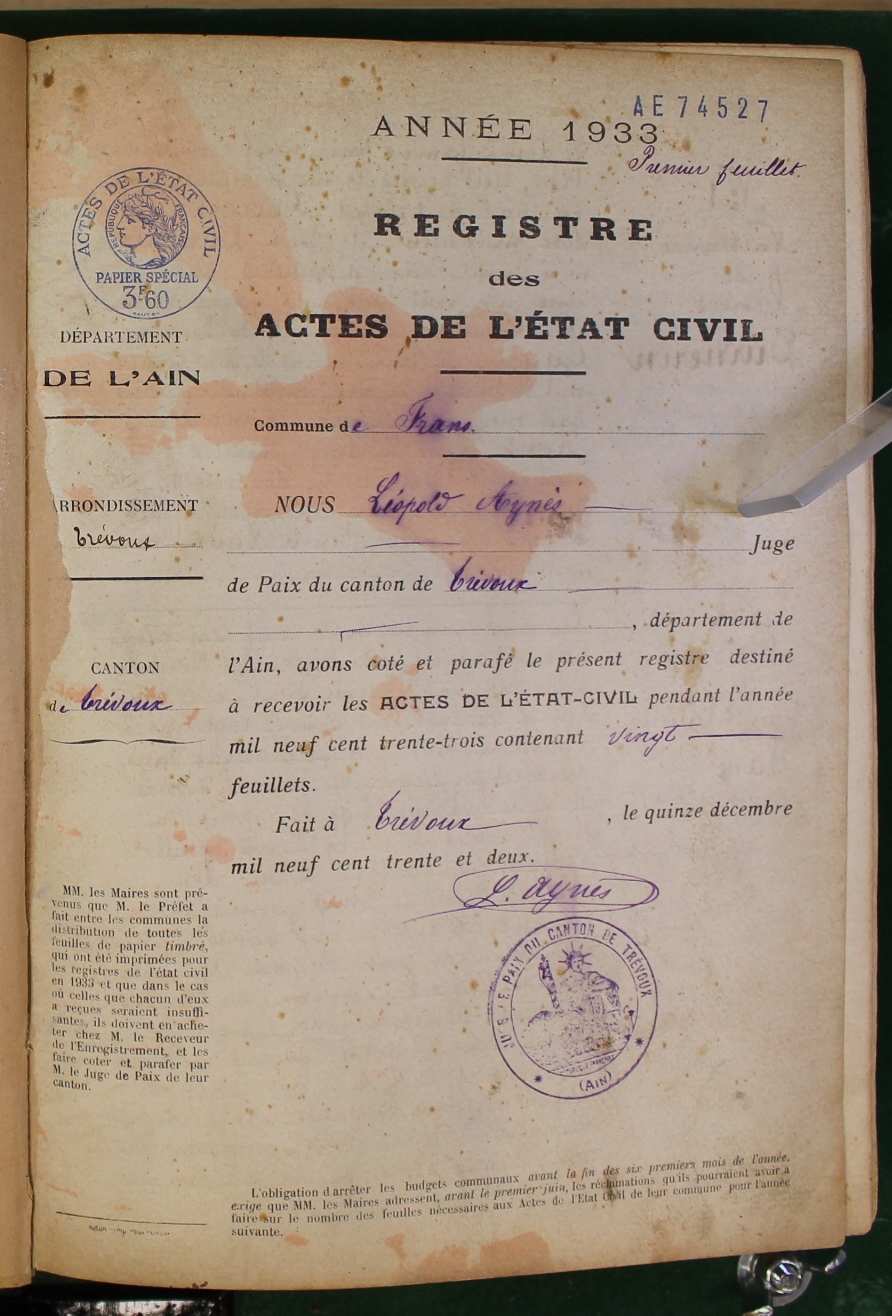 AE 74527
ANNÉE 1933
Premier feuillet.
ACTES DE L'ÉTAT CIVIL
RÉPUBLIQUE FRANÇAISE
PAPIER SPÉCIAL
3F60
REGISTRE
des
ACTES DE L'ÉTAT CIVIL
DÉPARTEMENT
DE L'AIN
Commune de Frans.
ARRONDISSEMENT
Trévoux
NOUS Léopold Aynès
Juge
de Paix du canton de Trévoux
, département de
l'Ain, avons coté et parafé le présent registre destiné
à recevoir les ACTES DE L'ÉTAT-CIVIL pendant l'année
mil neuf cent trente-trois contenant vingt
feuillets.
Fait à Trévoux, le quinze décembre
mil neuf cent trente et deux.
L. Aynès
CANTON
de Trévoux
MM. les Maires sont pré-
venus que M. le Préfet a
fait entre les communes la
distribution de toutes les
feuilles de papier timbré,
qui ont été imprimées pour
les registres de l'état civil
en 1933 et que dans le cas
où celles que chacun d'eux
a reçues seraient insuffi-
santes, ils doivent en ache-
ter chez M. le Receveur
de l'Enregistrement, et les
faire coter et parafer par
M. le Juge de Paix de leur
canton.
DE PAIX DU CANTON DE TRÉVOUX
(AIN)
L'obligation d'arrêter les budgets communaux avant la fin des six premiers mois de l'année,
exige que MM. les Maires adressent, avant le premier juin, les réclamations qu'ils pourraient avoir à
faire sur le nombre des feuilles nécessaires aux Actes de l'Etat Civil de leur commune pour l'année
suivante.